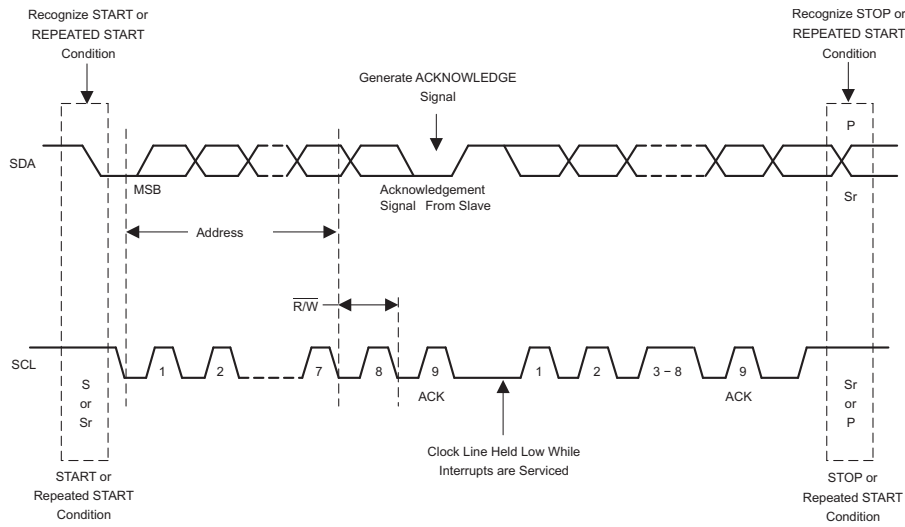 Recognize START or
REPEATED START
Condition
Recognize STOP or
REPEATED START
Condition
Generate ACKNOWLEDGE
Signal
P
SDA
MSB
Acknowledgement
Signal From Slave
Sr
Address
R/W
SCL
1
2
7
8
9
1
2
3 – 8
9
ACK
ACK
S
or
Sr
Sr
or
P
Clock Line Held Low While
Interrupts are Serviced
START or
Repeated START
Condition
STOP or
Repeated START
Condition